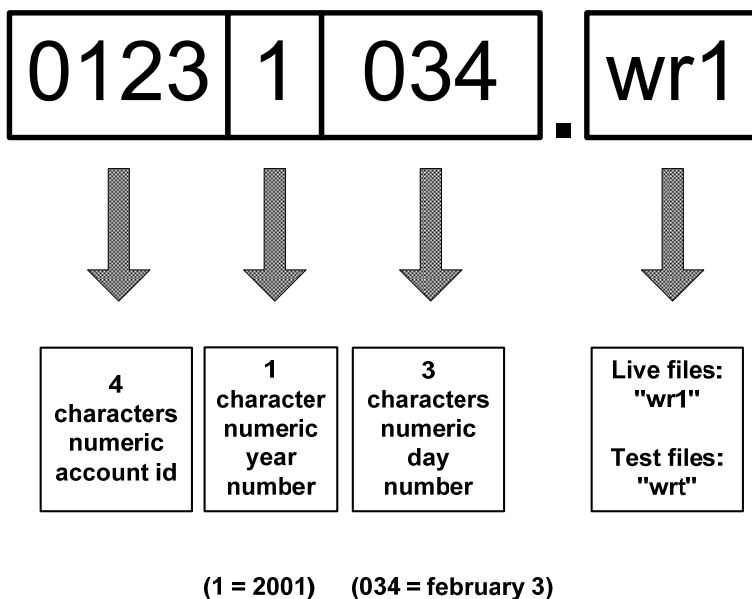 0123 1 034 . wr1
4 characters numeric account id
1 character numeric year number
3 characters numeric day number
Live files: "wr1"
Test files: "wrt"
(1 = 2001) (034 = february 3)